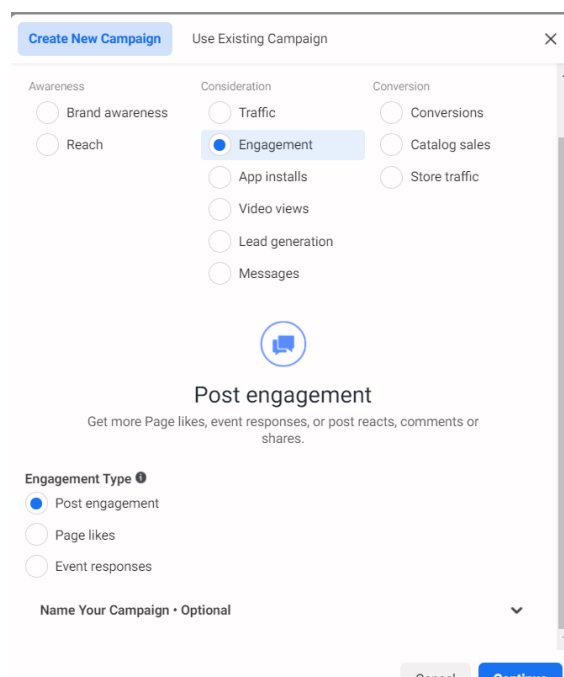 Create New Campaign
Use Existing Campaign
Awareness
Consideration
Conversion
Brand awareness
Traffic
Conversions
Reach
Engagement
Catalog sales
App installs
Store traffic
Video views
Lead generation
Messages
Post engagement
Get more Page likes, event responses, or post reacts, comments or
shares.
Engagement Type
Post engagement
Page likes
Event responses
Name Your Campaign • Optional
Cancel
Continue